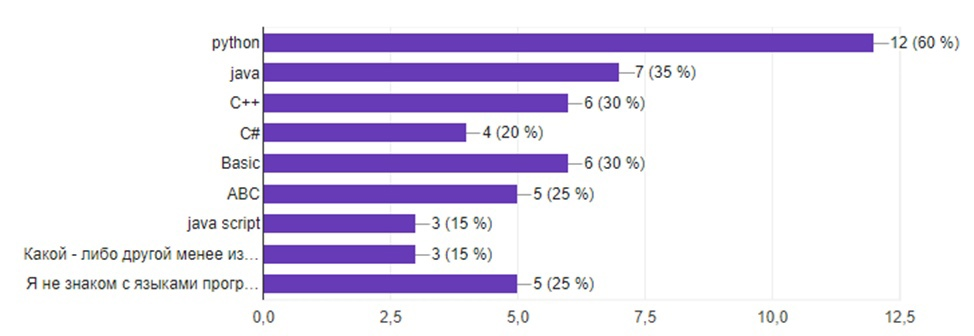 python 12 (60 %)
java 7 (35 %)
C++ 6 (30 %)
C# 4 (20 %)
Basic 6 (30 %)
ABC 5 (25 %)
java script 3 (15 %)
Какой - либо другой менее из... 3 (15 %)
Я не знаком с языками прогр... 5 (25 %)
0,0 2,5 5,0 7,5 10,0 12,5